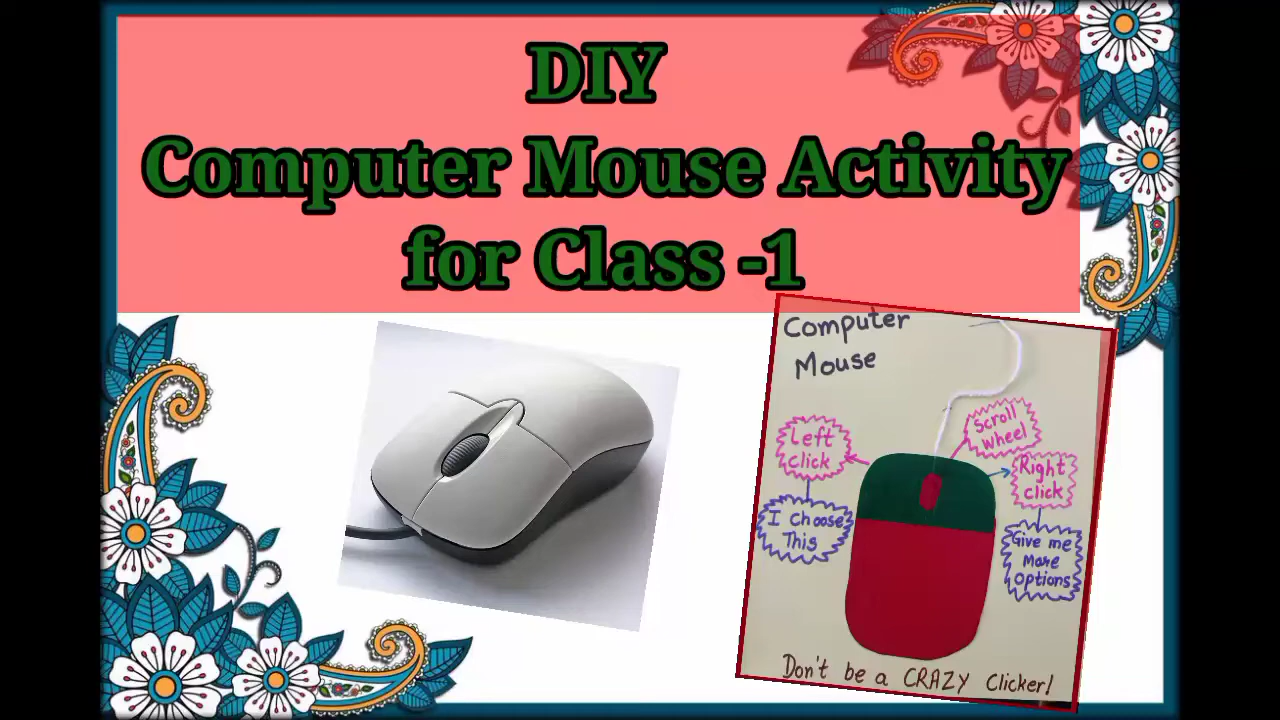 DIY
Computer Mouse Activity
for Class -1
Computer
Mouse
Scroll
wheel
Left
click
Right
click
I Choose
This
Give me
More
Options
Don't be a CRAZY Clicker!